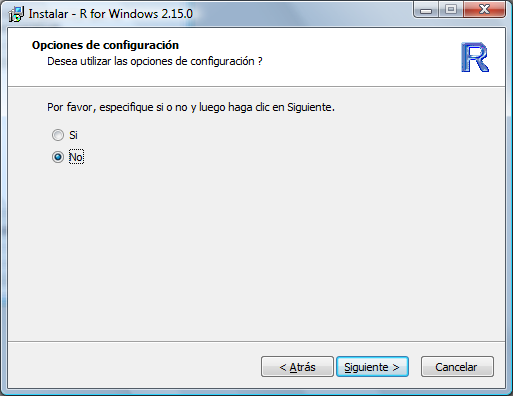 Instalar - R for Windows 2.15.0
Opciones de configuración
Desea utilizar las opciones de configuración ?
R
Por favor, especifique si o no y luego haga clic en Siguiente.
Si
No
< Atrás
Siguiente >
Cancelar